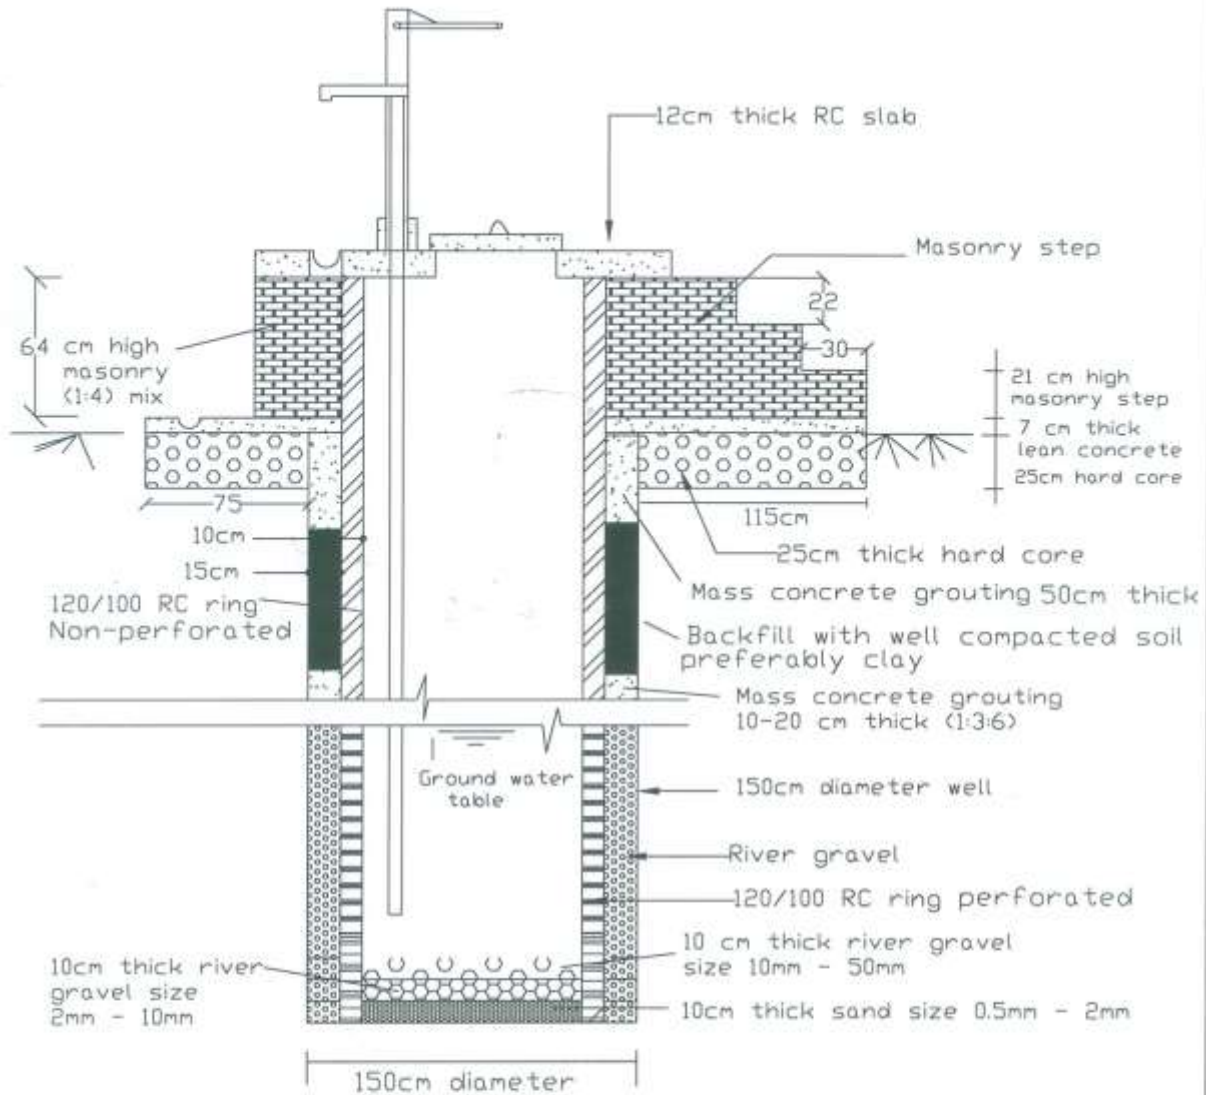 12cm thick RC slab
Masonry step
22
64 cm high
masonry
(1:4) mix
30
21 cm high
masonry step
7 cm thick
lean concrete
25cm hard core
75
115cm
10cm
25cm thick hard core
15cm
Mass concrete grouting 50cm thick
120/100 RC ring
Non-perforated
Backfill with well compacted soil
preferably clay
Mass concrete grouting
10-20 cm thick (1:3:6)
Ground water
table
150cm diameter well
River gravel
120/100 RC ring perforated
10 cm thick river gravel
size 10mm - 50mm
10cm thick river
gravel size
2mm - 10mm
10cm thick sand size 0.5mm - 2mm
150cm diameter